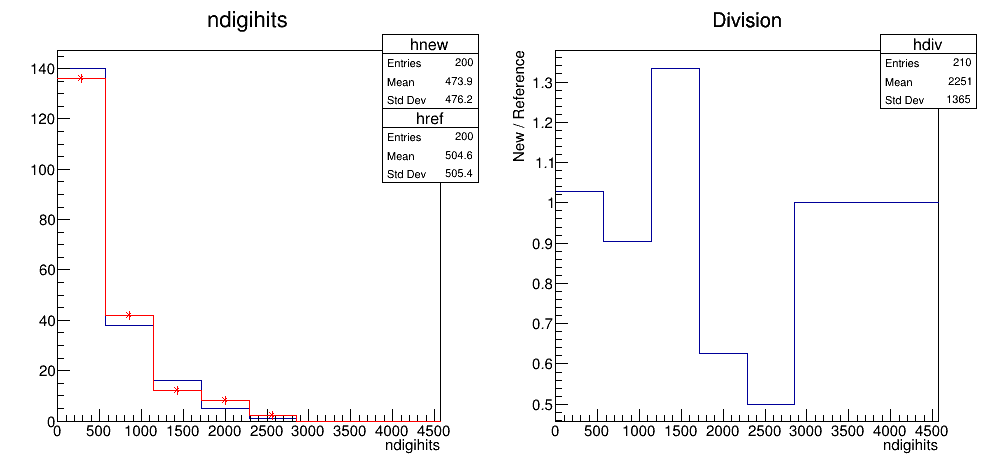 ndigihits
hnew
Entries 200
Mean 473.9
Std Dev 476.2
href
Entries 200
Mean 504.6
Std Dev 505.4
140
120
100
80
60
40
20
0
0 500 1000 1500 2000 2500 3000 3500 4000 4500
ndigihits
Division
hdiv
Entries 210
Mean 2251
Std Dev 1365
New / Reference
1.3
1.2
1.1
1
0.9
0.8
0.7
0.6
0.5
0 500 1000 1500 2000 2500 3000 3500 4000 4500
ndigihits